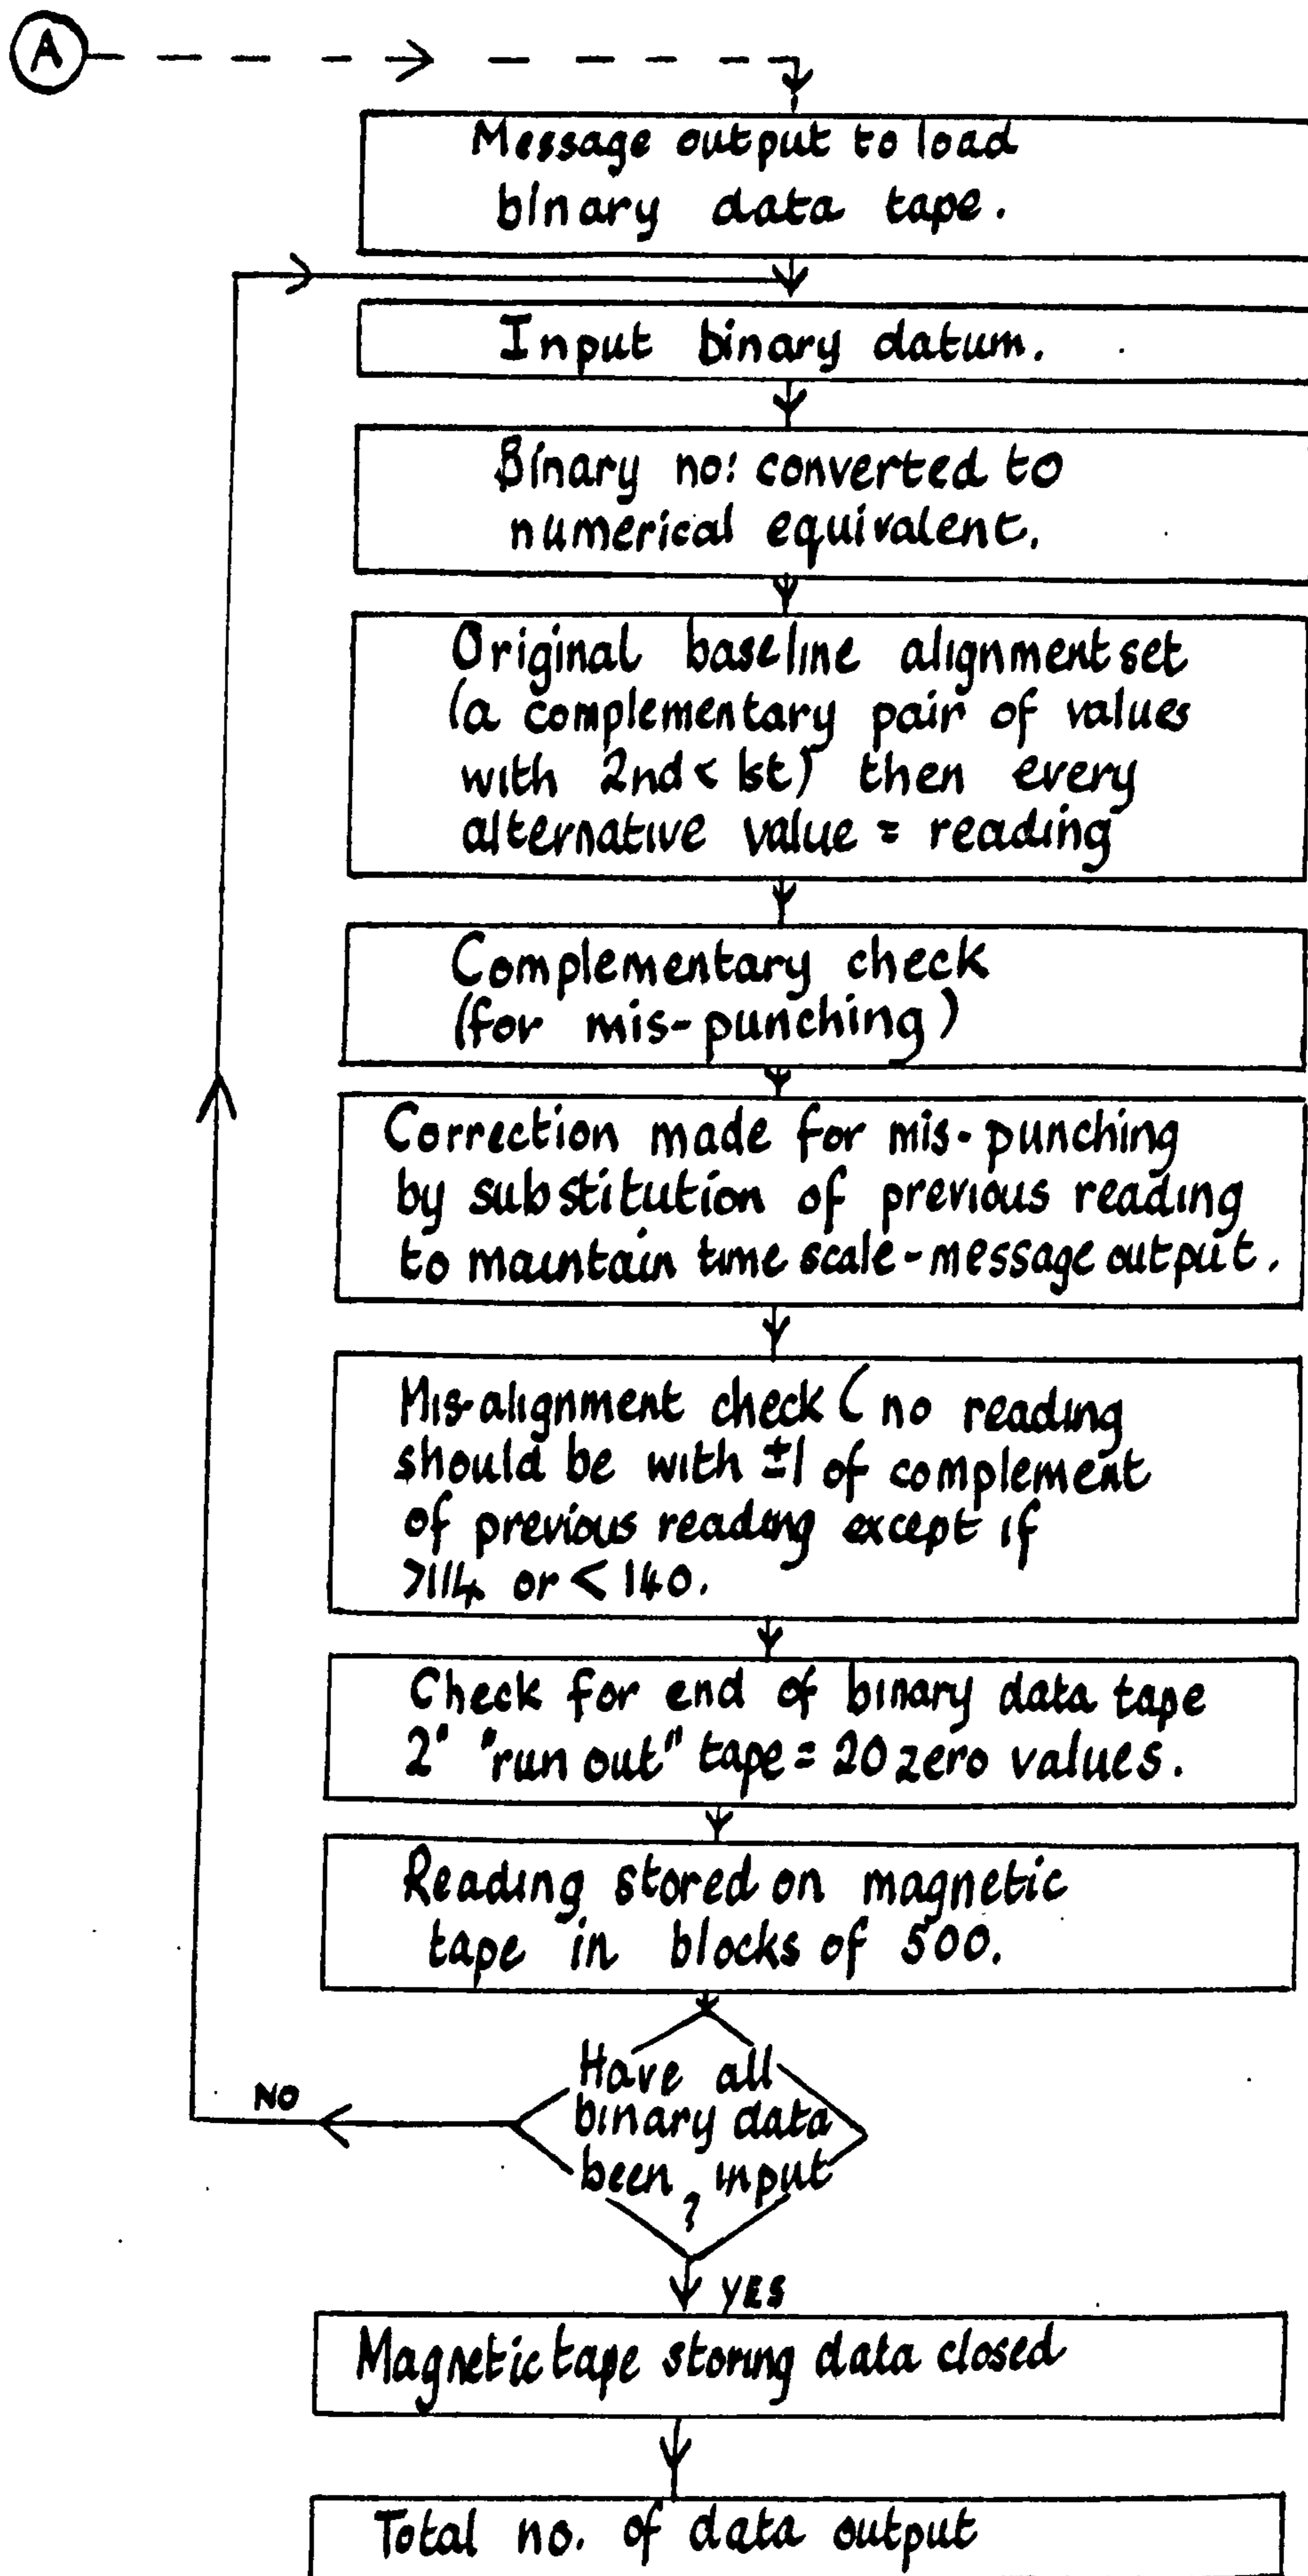 A
Message output to load
binary data tape.
Input binary datum.
Binary no: converted to
numerical equivalent.
Original baseline alignment set
(a complementary pair of values
with 2nd < 1st) then every
alternative value = reading
Complementary check
(for mis-punching)
Correction made for mis-punching
by substitution of previous reading
to maintain time scale - message output.
Mis-alignment check (no reading
should be with ±1 of complement
of previous reading except if
>114 or < 140.
Check for end of binary data tape
2" "run out" tape = 20 zero values.
Reading stored on magnetic
tape in blocks of 500.
Have all
binary data
been input
?
NO
YES
Magnetic tape storing data closed
Total no. of data output